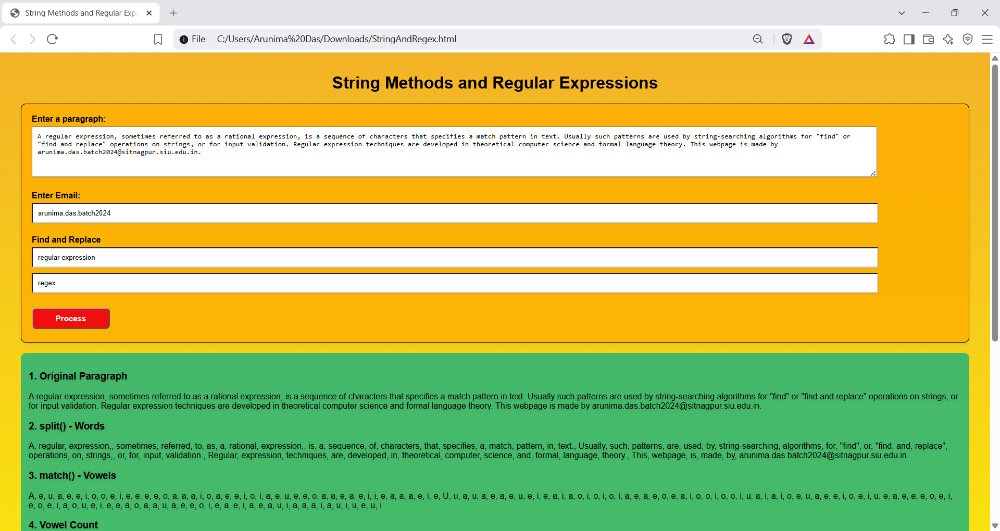 String Methods and Regular Exp
File C:/Users/Arunima%20Das/Downloads/StringAndRegex.html
String Methods and Regular Expressions
Enter a paragraph:
A regular expression, sometimes referred to as a rational expression, is a sequence of characters that specifies a match pattern in text. Usually such patterns are used by string-searching algorithms for "find" or
"find and replace" operations on strings, or for input validation. Regular expression techniques are developed in theoretical computer science and formal language theory. This webpage is made by
arunima.das.batch2024@sitnagpur.siu.edu.in.
Enter Email:
arunima.das.batch2024
Find and Replace
regular expression
regex
Process
1. Original Paragraph
A regular expression, sometimes referred to as a rational expression, is a sequence of characters that specifies a match pattern in text. Usually such patterns are used by string-searching algorithms for "find" or "find and replace" operations on strings, or
for input validation. Regular expression techniques are developed in theoretical computer science and formal language theory. This webpage is made by arunima.das.batch2024@sitnagpur.siu.edu.in.
2. split() - Words
A, regular, expression,, sometimes, referred, to, as, a, rational, expression,, is, a, sequence, of, characters, that, specifies, a, match, pattern, in, text., Usually, such, patterns, are, used, by, string-searching, algorithms, for, "find", or, "find, and, replace",
operations, on, strings,, or, for, input, validation., Regular, expression, techniques, are, developed, in, theoretical, computer, science, and, formal, language, theory., This, webpage, is, made, by, arunima.das.batch2024@sitnagpur.siu.edu.in.
3. match() - Vowels
A, e, u, a, e, e, i, o, o, e, i, e, e, e, e, o, a, a, a, i, o, a, e, e, i, o, i, a, e, u, e, e, o, a, a, e, a, e, i, i, e, a, a, a, e, i, e, U, u, a, u, a, e, a, e, u, e, i, e, a, i, a, o, i, o, i, o, i, a, e, a, e, o, e, a, i, o, o, i, o, o, i, u, a, i, a, i, o, e, u, a, e, e, i, o, e, i, u, e, a, e, e, e, o, e, i,
e, o, e, i, a, o, u, e, i, e, e, a, o, a, a, u, a, e, e, o, i, e, a, e, i, a, e, a, u, i, a, a, a, i, a, u, i, u, e, u, i
4. Vowel Count